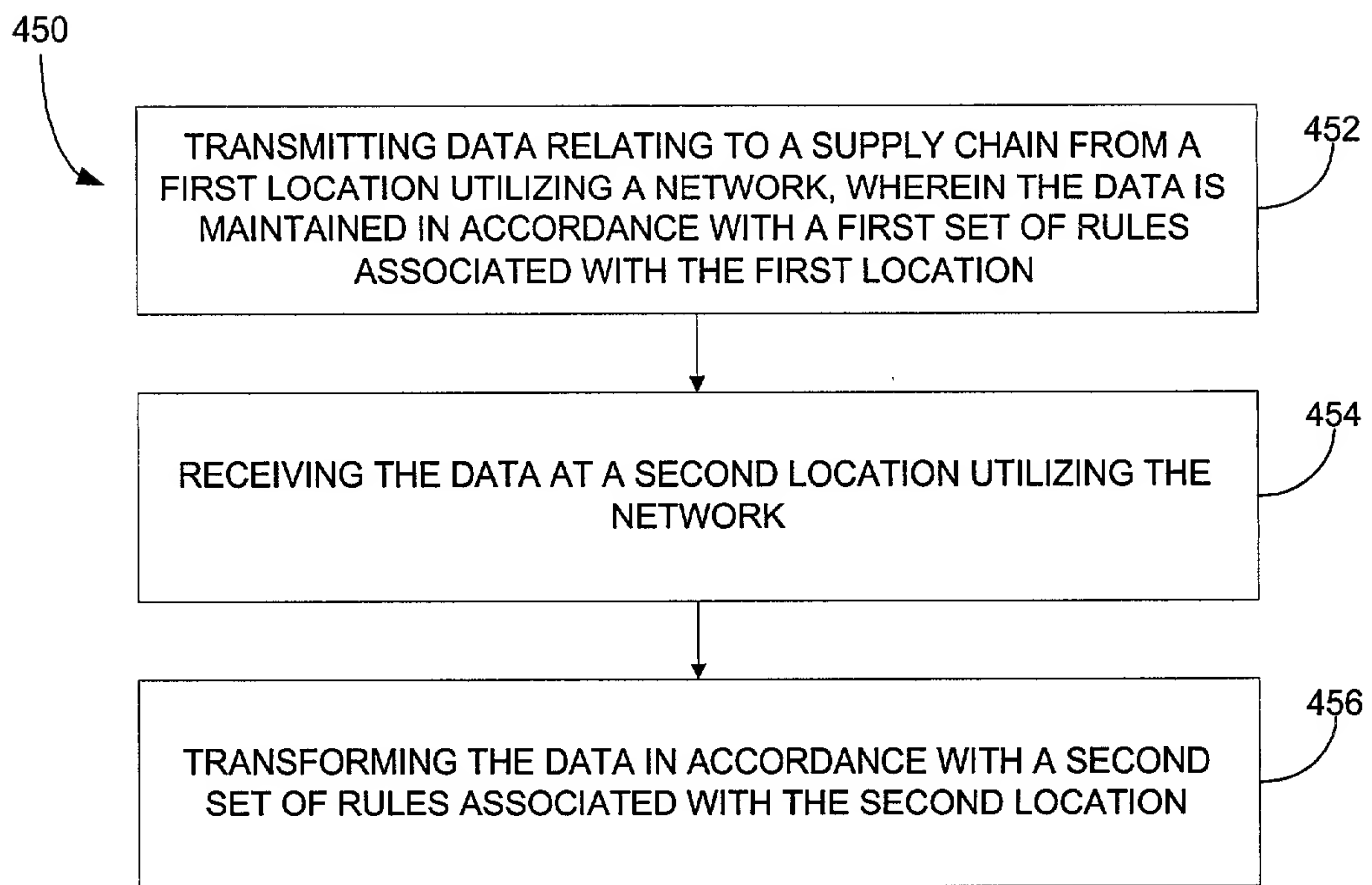 450
452
TRANSMITTING DATA RELATING TO A SUPPLY CHAIN FROM A
FIRST LOCATION UTILIZING A NETWORK, WHEREIN THE DATA IS
MAINTAINED IN ACCORDANCE WITH A FIRST SET OF RULES
ASSOCIATED WITH THE FIRST LOCATION
454
RECEIVING THE DATA AT A SECOND LOCATION UTILIZING THE
NETWORK
456
TRANSFORMING THE DATA IN ACCORDANCE WITH A SECOND
SET OF RULES ASSOCIATED WITH THE SECOND LOCATION